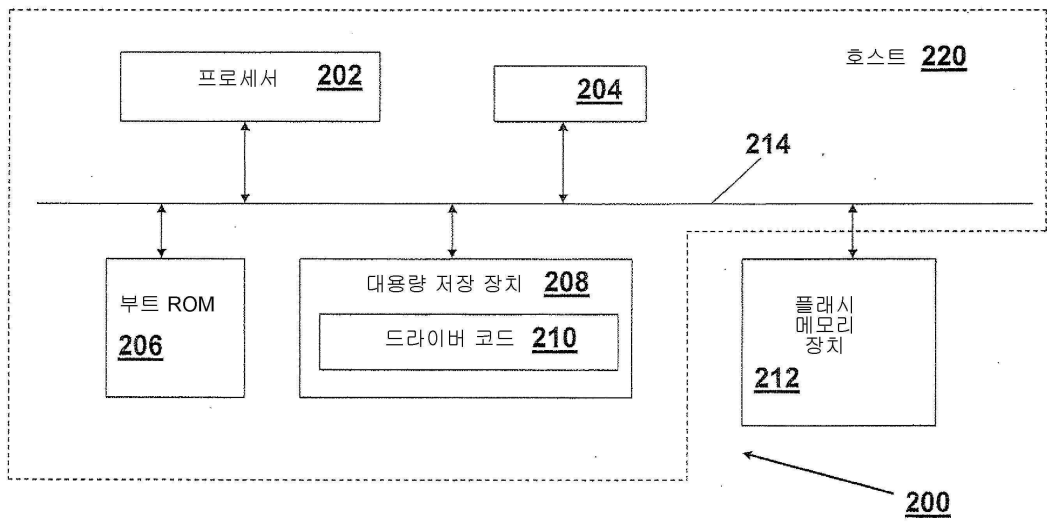 프로세서 202
204
호스트 220
214
부트 ROM
206
대용량 저장 장치 208
드라이버 코드 210
플래시
메모리
장치
212
200